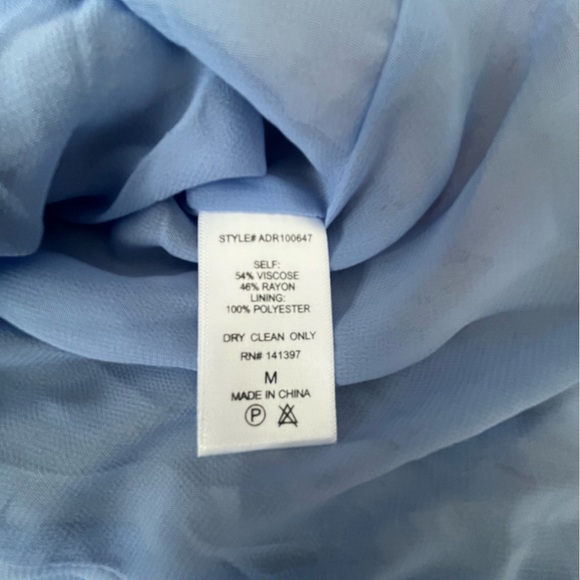 STYLE# ADR100647
SELF:
54% VISCOSE
46% RAYON
LINING:
100% POLYESTER
DRY CLEAN ONLY
RN# 141397
M
MADE IN CHINA
P